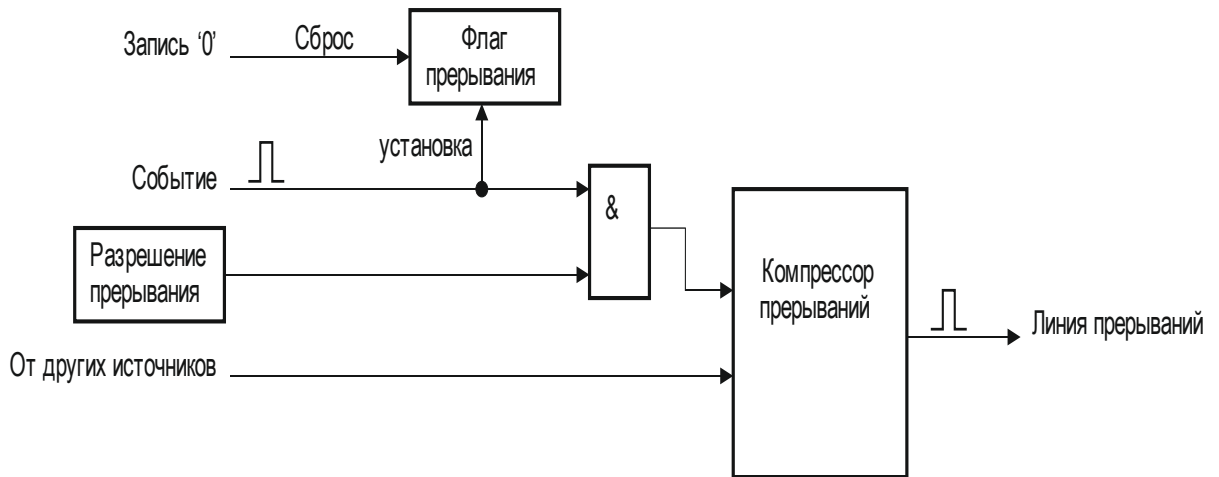 Запись ‘0’
Сброс
Флаг
прерывания
установка
Событие
&
Разрешение
прерывания
Компрессор
прерываний
Линия прерываний
От других источников